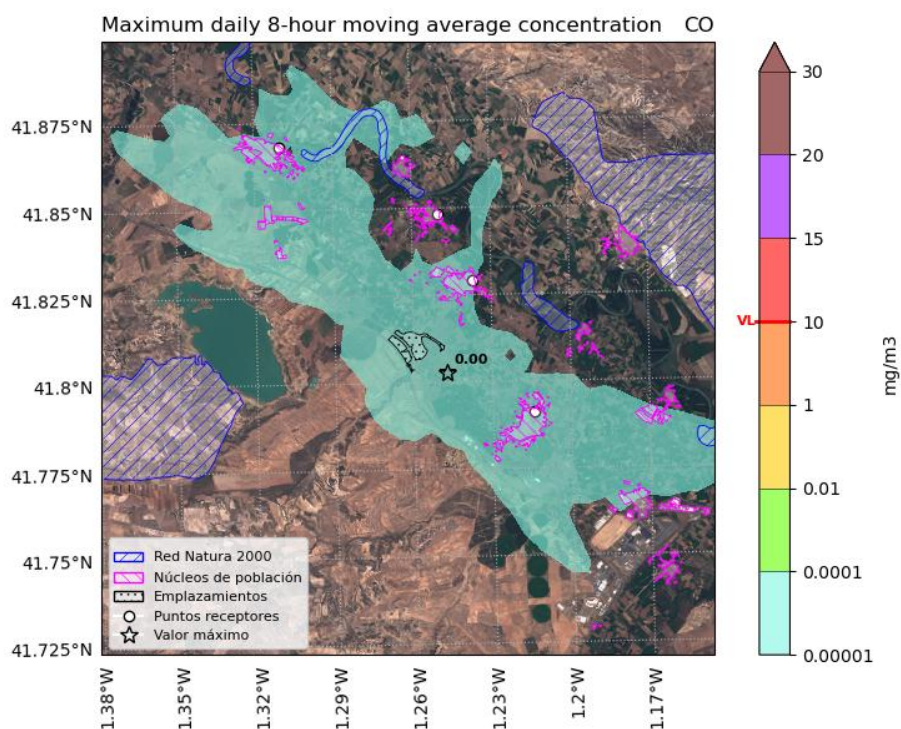 Maximum daily 8-hour moving average concentration CO
41.875°N
41.85°N
41.825°N
41.8°N
41.775°N
41.75°N
41.725°N
0.00
Red Natura 2000
Núcleos de población
Emplazamientos
Puntos receptores
Valor máximo
1.38°W
1.35°W
1.32°W
1.29°W
1.26°W
1.23°W
1.2°W
1.17°W
30
20
15
VL
10
1
0.01
0.0001
0.00001
mg/m3